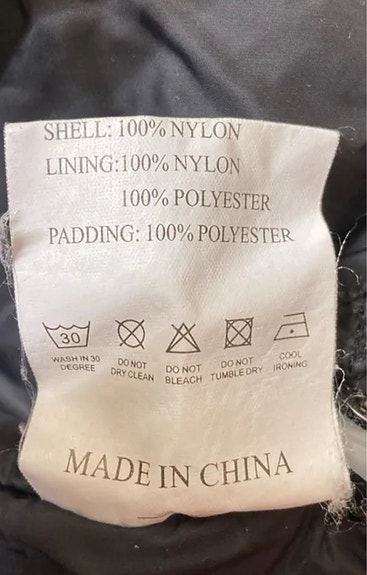 SHELL: 100% NYLON
LINING:100% NYLON
100% POLYESTER
PADDING: 100% POLYESTER
30
WASH IN 30
DEGREE
DO NOT
DRY CLEAN
DO NOT
BLEACH
DO NOT
TUMBLE DRY
COOL
IRONING
MADE IN CHINA